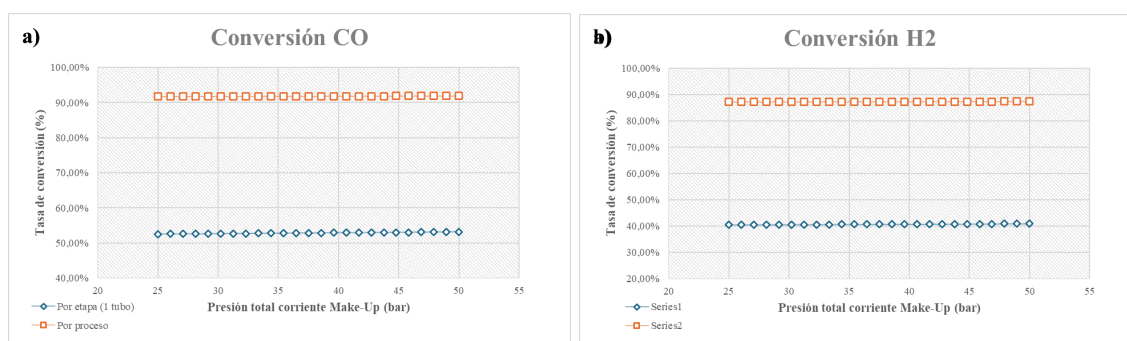 a)
Conversión CO
100,00%
90,00%
80,00%
70,00%
60,00%
50,00%
40,00%
20 25 30 35 40 45 50 55
Tasa de conversión (%)
Presión total corriente Make-Up (bar)
Por etapa (1 tubo)
Por proceso
b)
Conversión H2
100,00%
90,00%
80,00%
70,00%
60,00%
50,00%
40,00%
30,00%
20,00%
20 25 30 35 40 45 50 55
Tasa de conversión (%)
Presión total corriente Make-Up (bar)
Series1
Series2